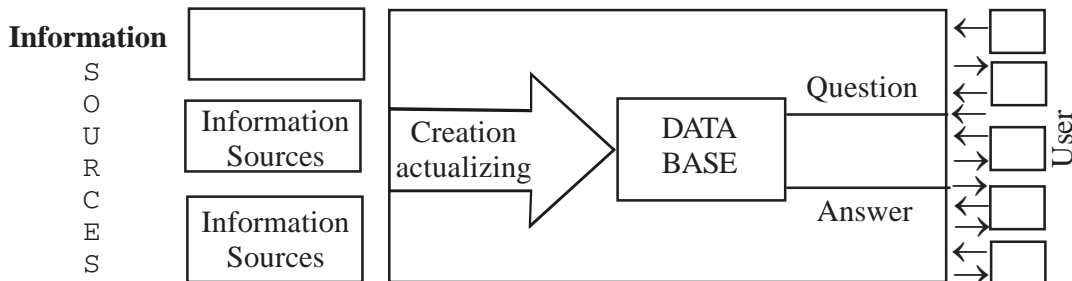 Information
S
O
U
R
C
E
S
Information
Sources
Information
Sources
Creation
actualizing
DATA
BASE
Question
Answer
User